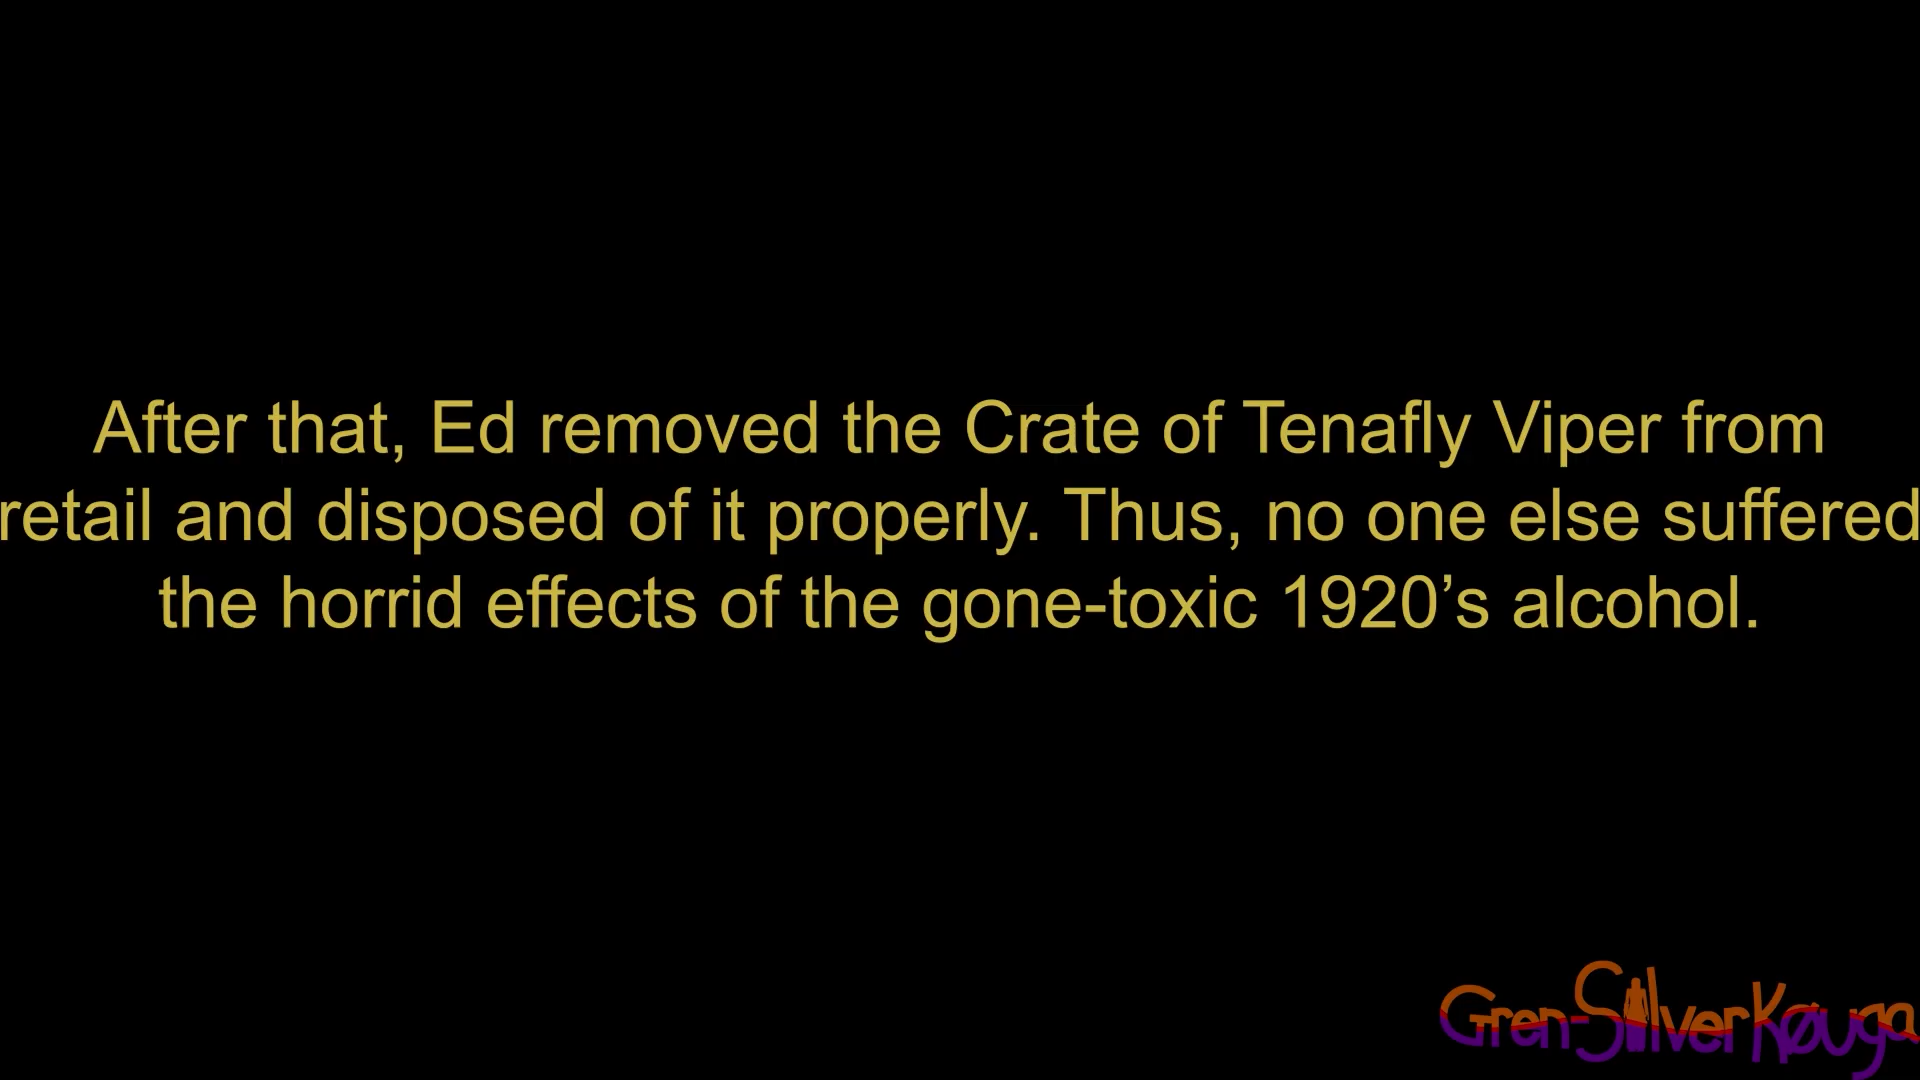 After that, Ed removed the Crate of Tenafly Viper from
retail and disposed of it properly. Thus, no one else suffered
the horrid effects of the gone-toxic 1920’s alcohol.
Gren-SilverKøuga